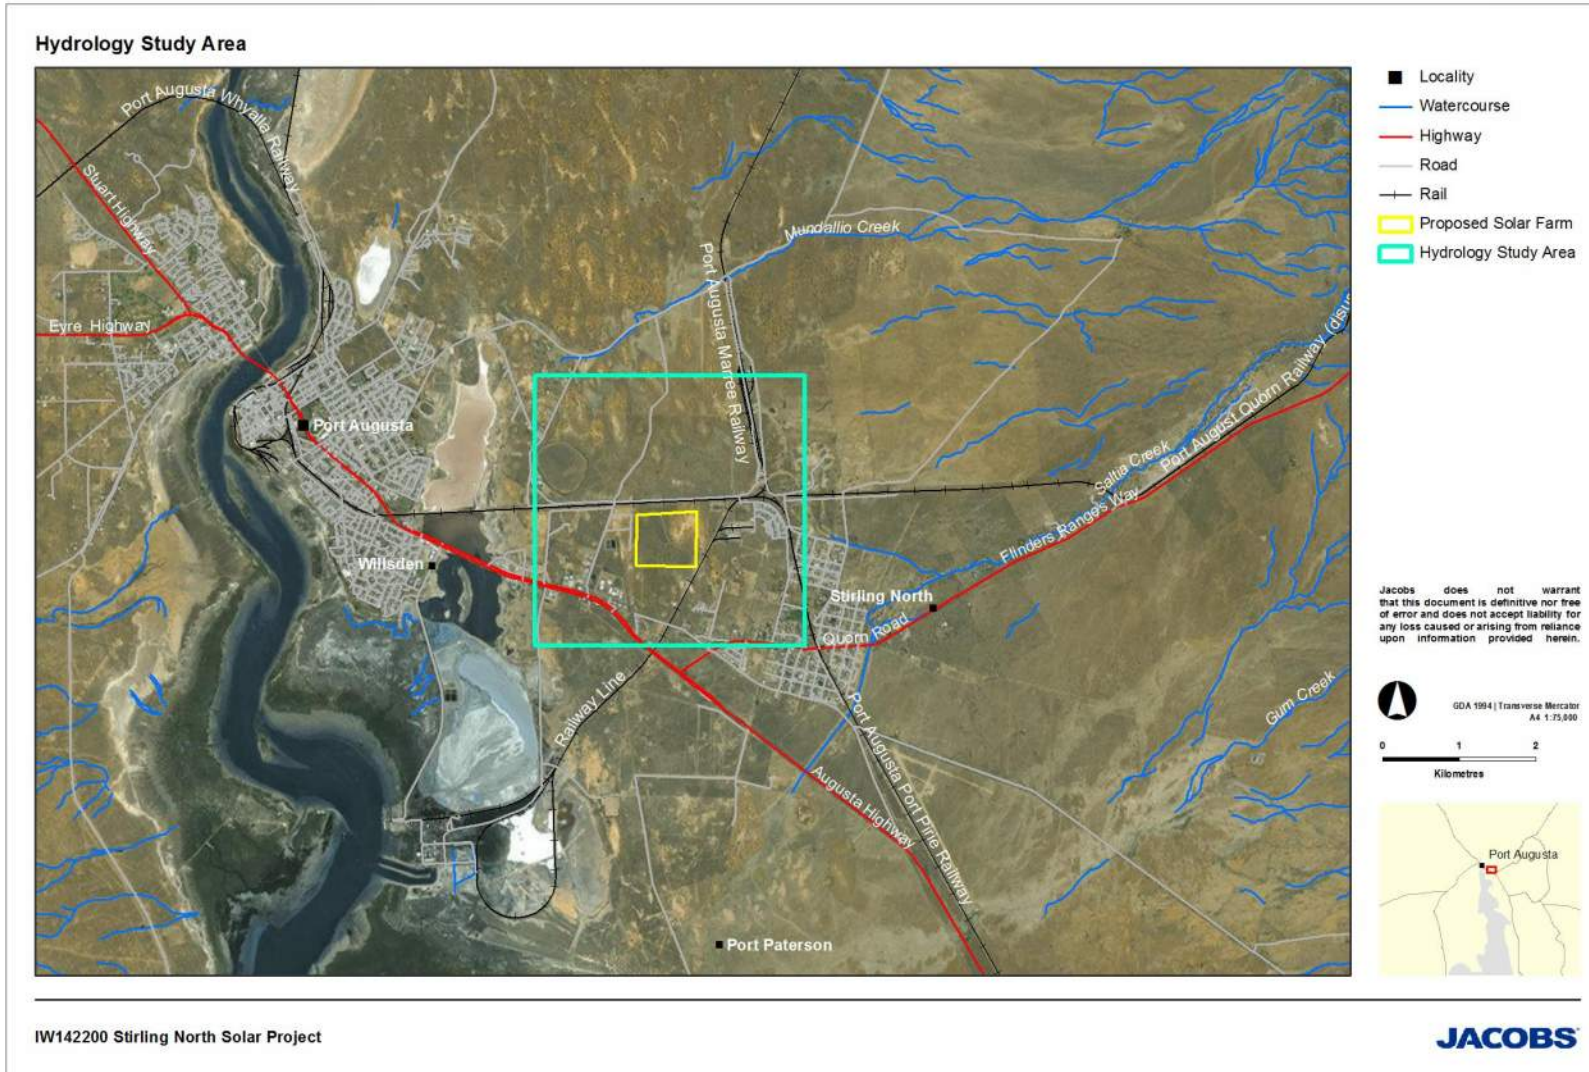 Hydrology Study Area
Port Augusta Whyalla Railway
Stuart Highway
Eyre Highway
Port Augusta
Willsden
Mundallio Creek
Port Augusta Marree Railway
Saltia Creek
Port August Quorn Railway (disus
Flinders Ranges Way
Stirling North
Quorn Road
Railway Line
Gum Creek
Augusta Highway
Port Augusta Port Pirie Railway
Port Paterson
Locality
Watercourse
Highway
Road
Rail
Proposed Solar Farm
Hydrology Study Area
Jacobs does not warrant
that this document is definitive nor free
of error and does not accept liability for
any loss caused or arising from reliance
upon information provided herein.
GDA 1994 | Transverse Mercator
A4 1:75,000
0 1 2
Kilometres
Port Augusta
IW142200 Stirling North Solar Project
JACOBS